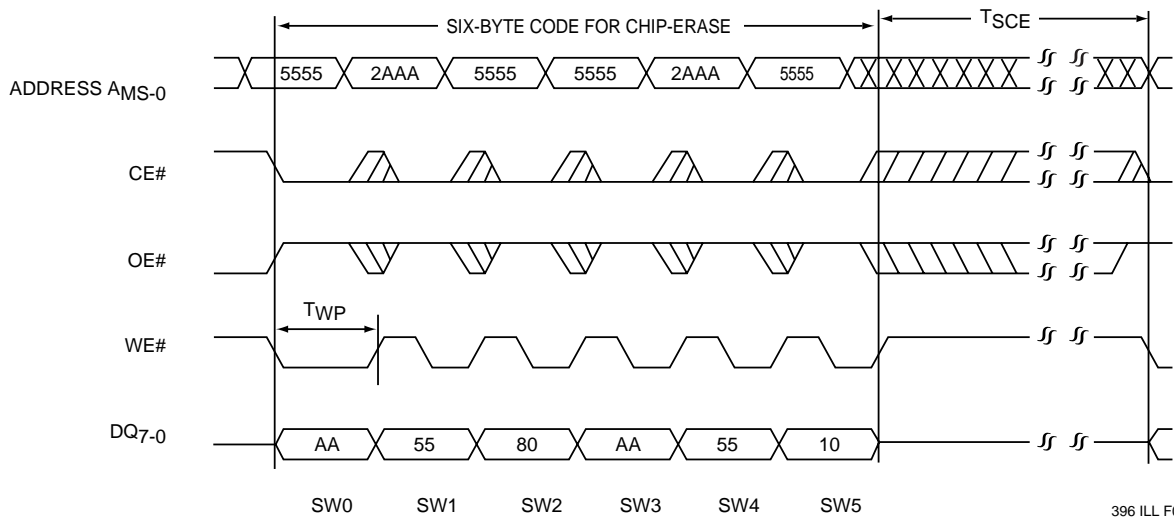 SIX-BYTE CODE FOR CHIP-ERASE
TSCE
ADDRESS AMS-0
5555 2AAA 5555 5555 2AAA 5555
CE#
OE#
TWP
WE#
DQ7-0
AA 55 80 AA 55 10
SW0 SW1 SW2 SW3 SW4 SW5
396 ILL